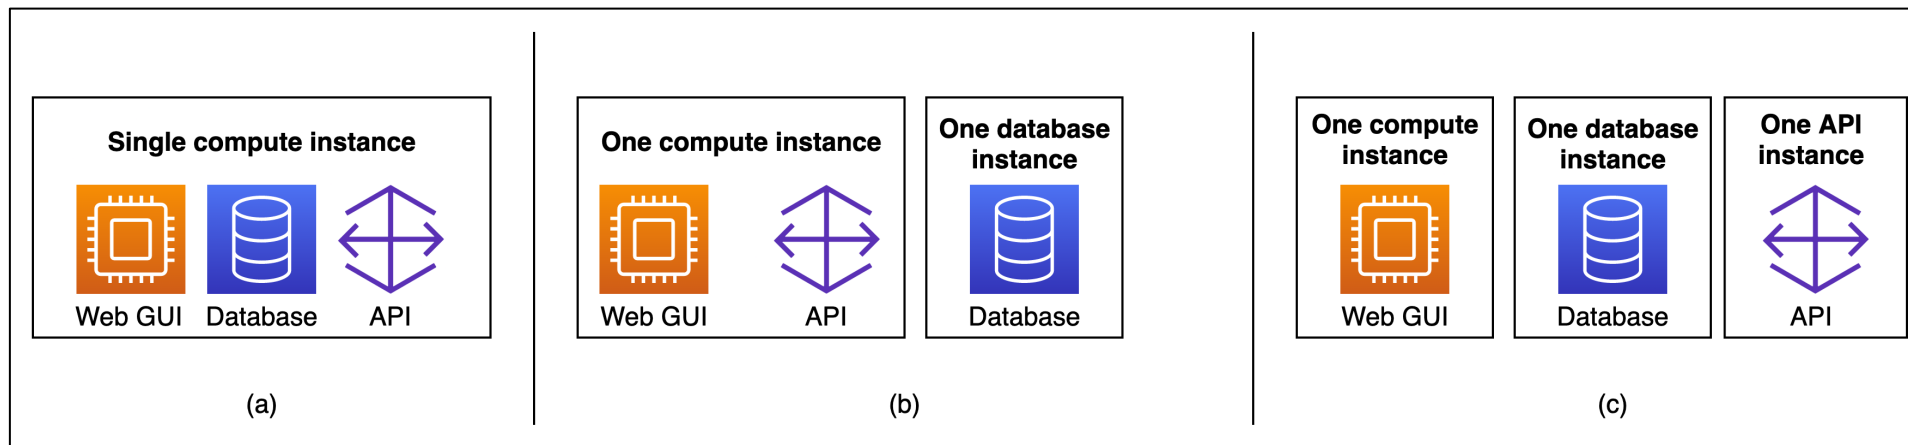 Single compute instance
Web GUI
Database
API
(a)
One compute instance
Web GUI
API
One database
instance
Database
(b)
One compute
instance
Web GUI
One database
instance
Database
One API
instance
API
(c)